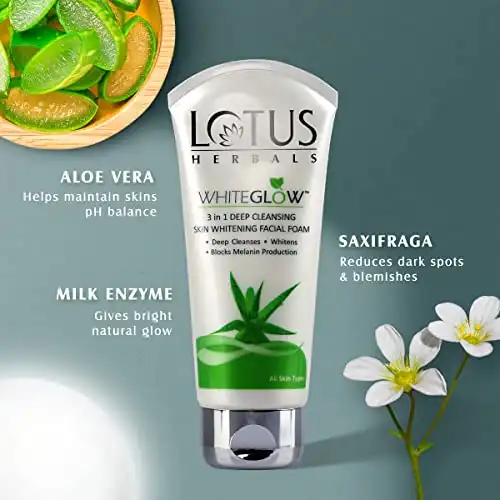 LOTUS
HERBALS
WHITEGLOW™
3 in 1 DEEP CLEANSING
SKIN WHITENING FACIAL FOAM
• Deep Cleanses • Whitens
• Blocks Melanin Production
All Skin Types
ALOE VERA
Helps maintain skins
pH balance
MILK ENZYME
Gives bright
natural glow
SAXIFRAGA
Reduces dark spots
& blemishes